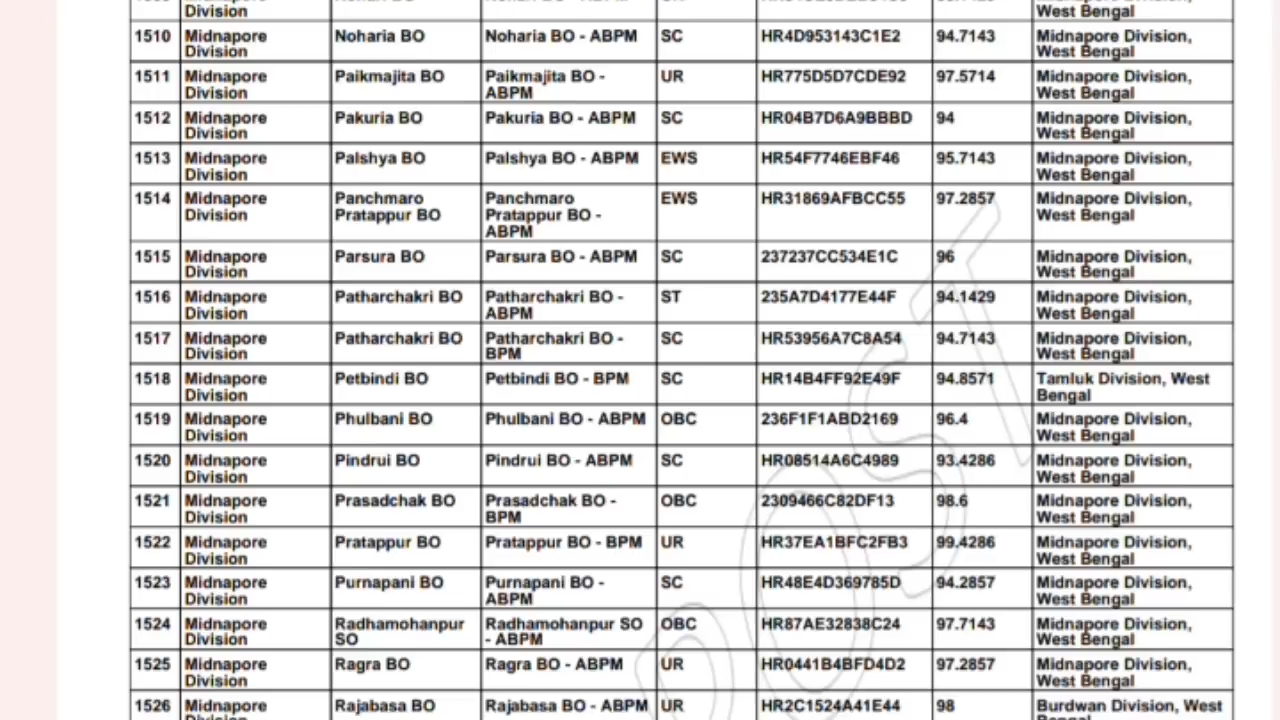 West Bengal
Division
1510 Midnapore Noharia BO Noharia BO - ABPM SC HR4D953143C1E2 94.7143 Midnapore Division,
Division West Bengal
1511 Midnapore Paikmajita BO Paikmajita BO - UR HR775D5D7CDE92 97.5714 Midnapore Division,
Division ABPM West Bengal
1512 Midnapore Pakuria BO Pakuria BO - ABPM SC HR04B7D6A9BBBD 94 Midnapore Division,
Division West Bengal
1513 Midnapore Palshya BO Palshya BO - ABPM EWS HR54F7746EBF46 95.7143 Midnapore Division,
Division West Bengal
1514 Midnapore Panchmaro Panchmaro EWS HR31869AFBCC55 97.2857 Midnapore Division,
Division Pratappur BO Pratappur BO - West Bengal
ABPM
1515 Midnapore Parsura BO Parsura BO - ABPM SC 237237CC534E1C 96 Midnapore Division,
Division West Bengal
1516 Midnapore Patharchakri BO Patharchakri BO - ST 235A7D4177E44F 94.1429 Midnapore Division,
Division ABPM West Bengal
1517 Midnapore Patharchakri BO Patharchakri BO - SC HR53956A7C8A54 94.7143 Midnapore Division,
Division BPM West Bengal
1518 Midnapore Petbindi BO Petbindi BO - BPM SC HR14B4FF92E49F 94.8571 Tamluk Division, West
Division Bengal
1519 Midnapore Phulbani BO Phulbani BO - ABPM OBC 236F1F1ABD2169 96.4 Midnapore Division,
Division West Bengal
1520 Midnapore Pindrui BO Pindrui BO - ABPM SC HR08514A6C4989 93.4286 Midnapore Division,
Division West Bengal
1521 Midnapore Prasadchak BO Prasadchak BO - OBC 2309466C82DF13 98.6 Midnapore Division,
Division BPM West Bengal
1522 Midnapore Pratappur BO Pratappur BO - BPM UR HR37EA1BFC2FB3 99.4286 Midnapore Division,
Division West Bengal
1523 Midnapore Purnapani BO Purnapani BO - SC HR48E4D369785D 94.2857 Midnapore Division,
Division ABPM West Bengal
1524 Midnapore Radhamohanpur Radhamohanpur SO OBC HR87AE32838C24 97.7143 Midnapore Division,
Division SO - ABPM West Bengal
1525 Midnapore Ragra BO Ragra BO - ABPM UR HR0441B4BFD4D2 97.2857 Midnapore Division,
Division West Bengal
1526 Midnapore Rajabasa BO Rajabasa BO - ABPM UR HR2C1524A41E44 98 Burdwan Division, West
Division Bengal
POST